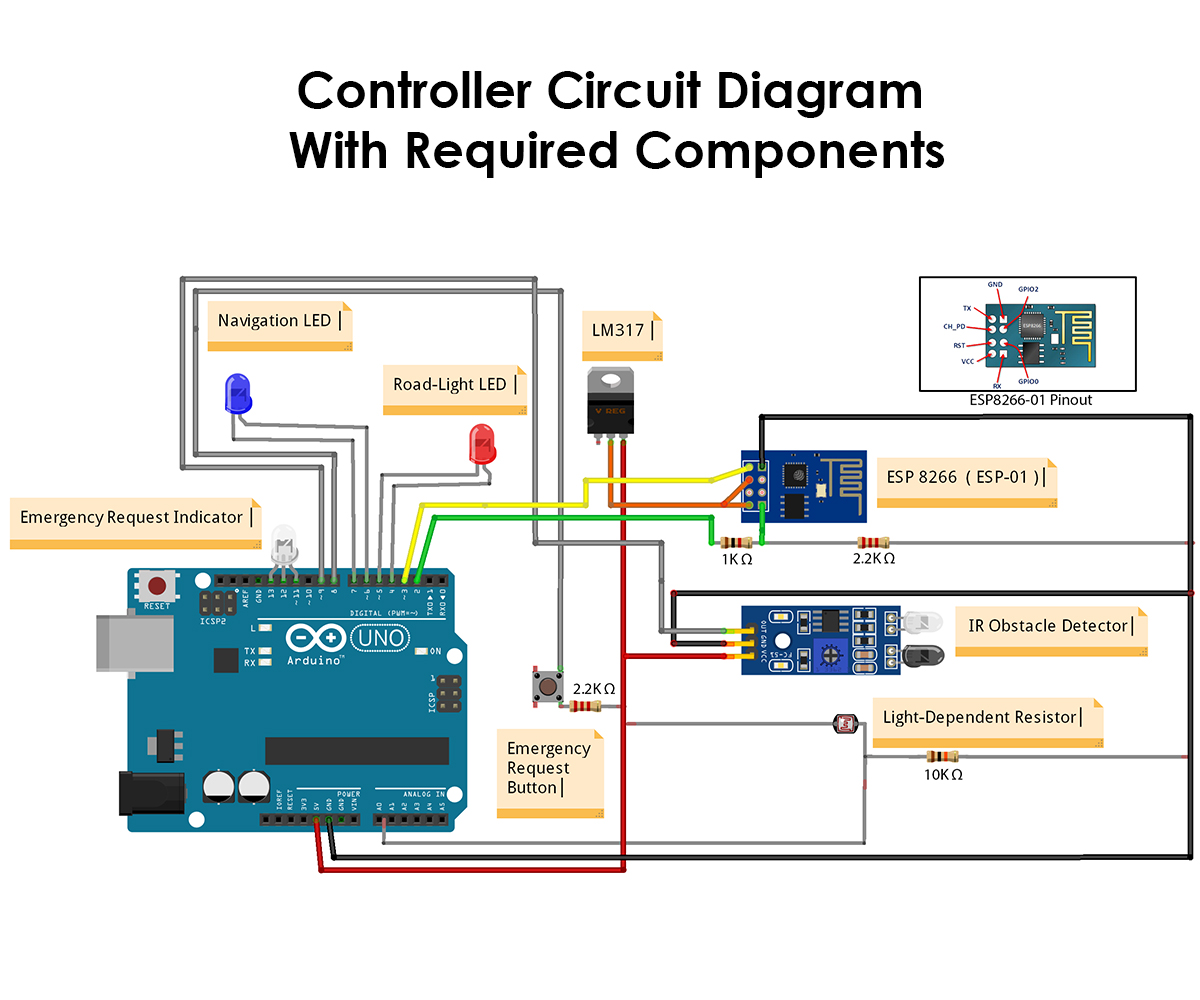 Controller Circuit Diagram
With Required Components
Navigation LED
LM317
Road-Light LED
V REG
GND
GPIO2
TX
CH_PD
RST
VCC
RX
GPIO0
ESP8266
ESP8266-01 Pinout
ESP 8266 ( ESP-01 )
Emergency Request Indicator
1K Ω
2.2K Ω
RESET
ICSP2
AREF
GND
13
12
~11
~10
~9
8
7
~6
~5
4
~3
2
TX0►1
RX0◄0
DIGITAL (PWM=~)
L
TX
RX
UNO
Arduino™
ON
1
ICSP
OUT
GND
VCC
FC-51
IR Obstacle Detector
2.2K Ω
Light-Dependent Resistor
Emergency
Request
Button
10K Ω
POWER
ANALOG IN
IOREF
RESET
3V3
5V
GND
GND
VIN
A0
A1
A2
A3
A4
A5